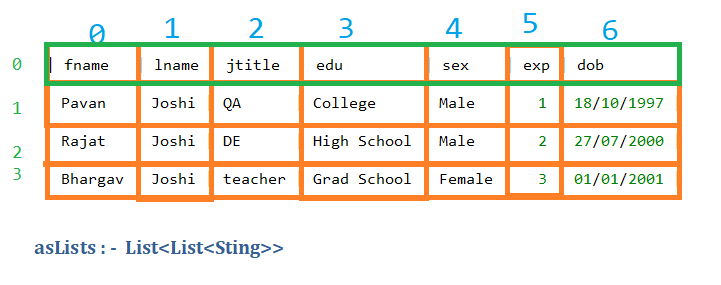 0 1 2 3 4 5 6
0 fname lname jtitle edu sex exp dob
1 Pavan Joshi QA College Male 1 18/10/1997
2 Rajat Joshi DE High School Male 2 27/07/2000
3 Bhargav Joshi teacher Grad School Female 3 01/01/2001
asLists : - List<List<Sting>>